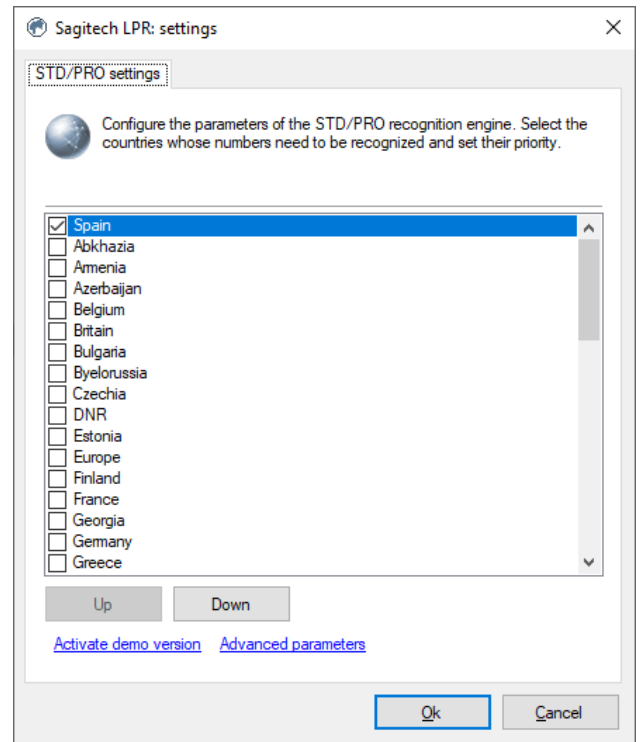 Sagitech LPR: settings
STD/PRO settings
Configure the parameters of the STD/PRO recognition engine. Select the
countries whose numbers need to be recognized and set their priority.
Spain
Abkhazia
Armenia
Azerbaijan
Belgium
Britain
Bulgaria
Byelorussia
Czechia
DNR
Estonia
Europe
Finland
France
Georgia
Germany
Greece
Up Down
Activate demo version Advanced parameters
Ok Cancel